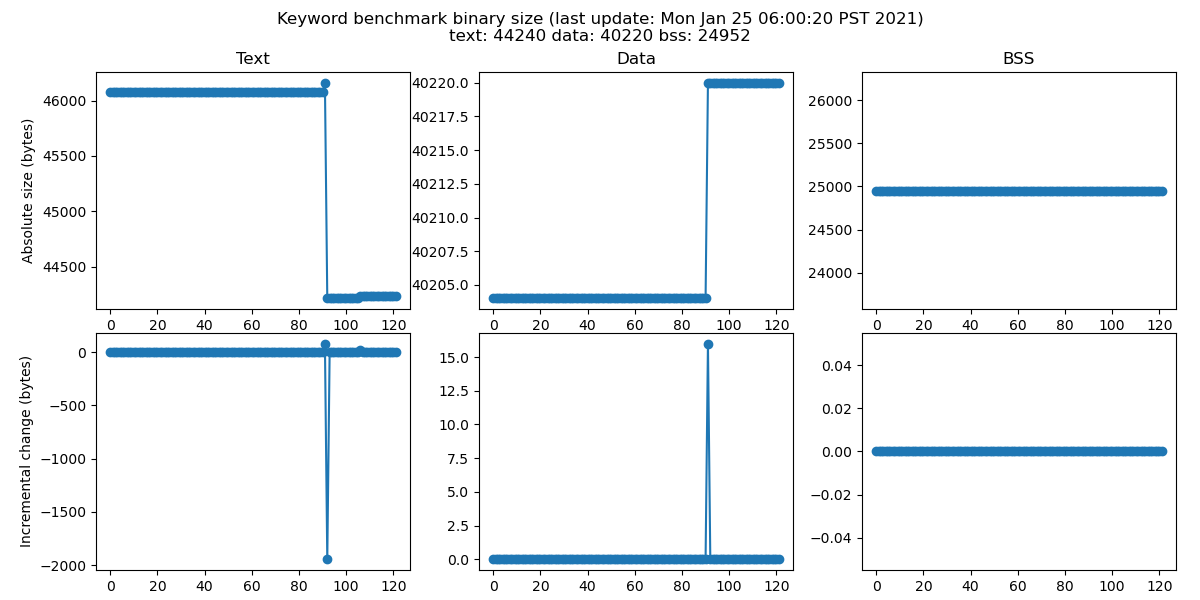 Keyword benchmark binary size (last update: Mon Jan 25 06:00:20 PST 2021)
text: 44240 data: 40220 bss: 24952
Text
Data
BSS
Absolute size (bytes)
46000
45500
45000
44500
0 20 40 60 80 100 120
40220.0
40217.5
40215.0
40212.5
40210.0
40207.5
40205.0
0 20 40 60 80 100 120
26000
25500
25000
24500
24000
0 20 40 60 80 100 120
Incremental change (bytes)
0
−500
−1000
−1500
−2000
0 20 40 60 80 100 120
15.0
12.5
10.0
7.5
5.0
2.5
0.0
0 20 40 60 80 100 120
0.04
0.02
0.00
−0.02
−0.04
0 20 40 60 80 100 120